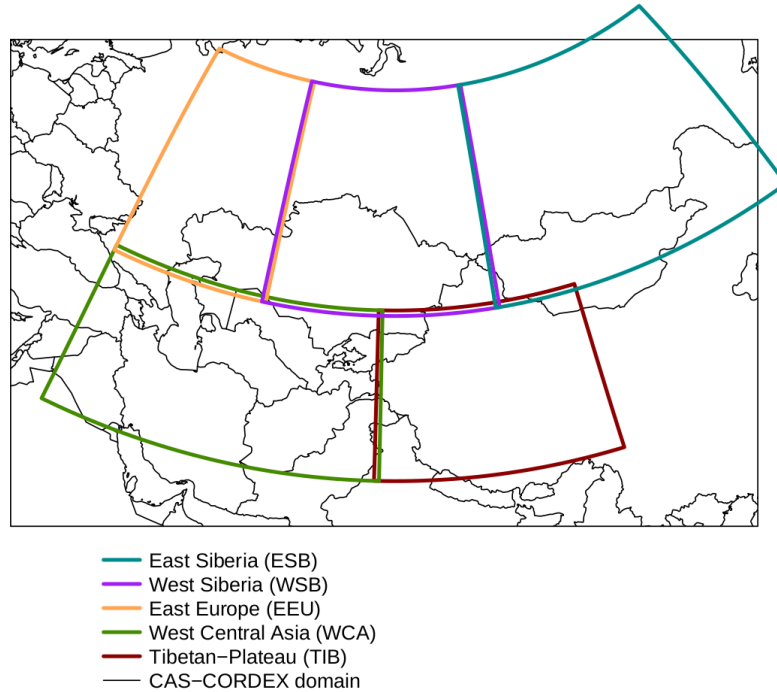 East Siberia (ESB)
West Siberia (WSB)
East Europe (EEU)
West Central Asia (WCA)
Tibetan−Plateau (TIB)
CAS−CORDEX domain